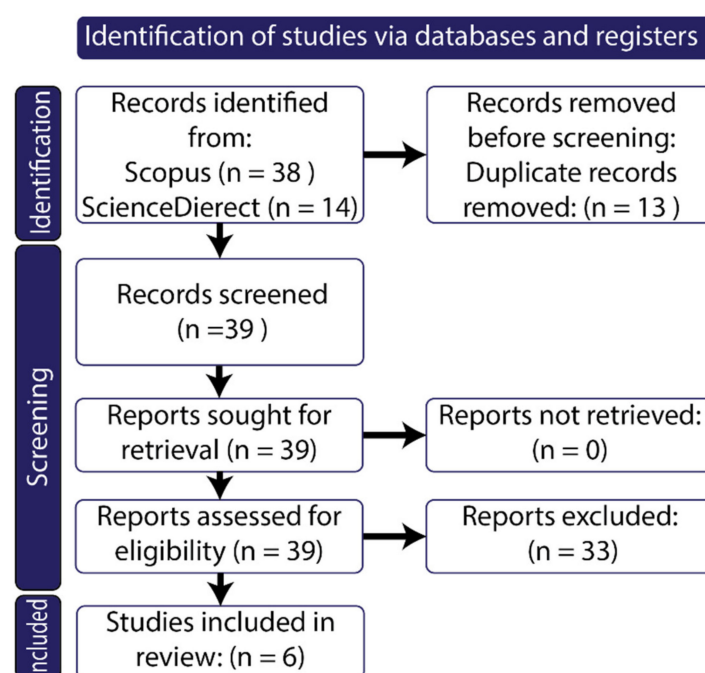 Identification of studies via databases and registers
Identification
Records identified
from:
Scopus (n = 38 )
ScienceDierect (n = 14)
Records removed
before screening:
Duplicate records
removed: (n = 13 )
Screening
Records screened
(n =39 )
Reports sought for
retrieval (n = 39)
Reports not retrieved:
(n = 0)
Reports assessed for
eligibility (n = 39)
Reports excluded:
(n = 33)
ncluded
Studies included in
review: (n = 6)